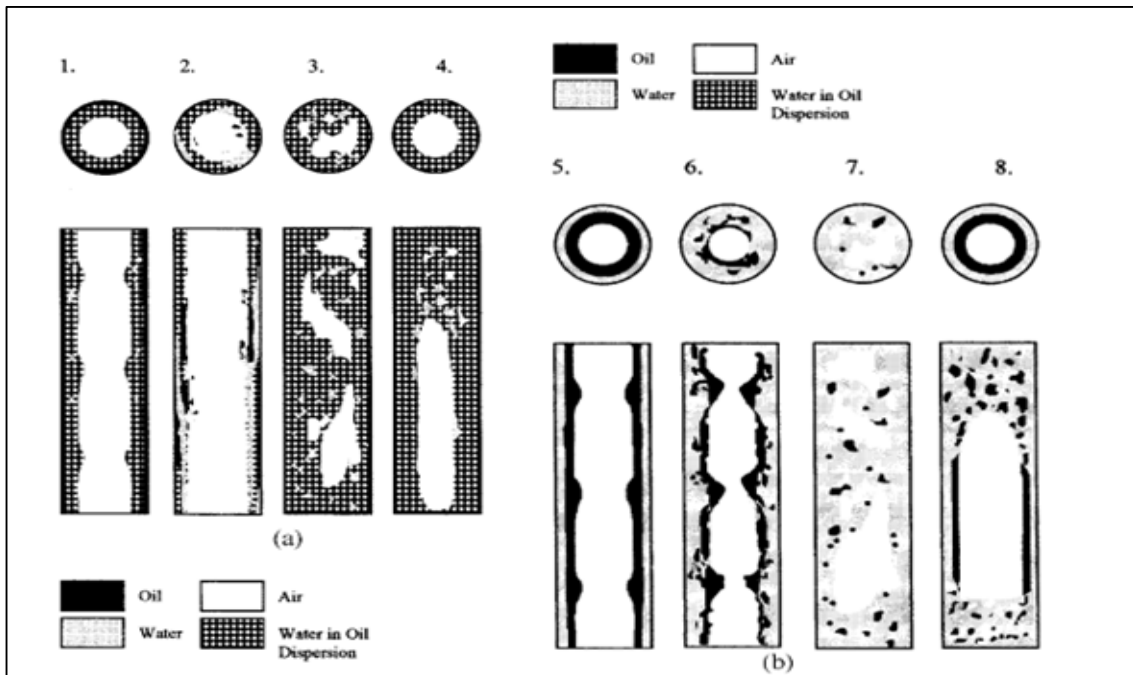 1. 2. 3. 4.
(a)
Oil Air
Water Water in Oil
Dispersion
Oil Air
Water Water in Oil
Dispersion
5. 6. 7. 8.
(b)